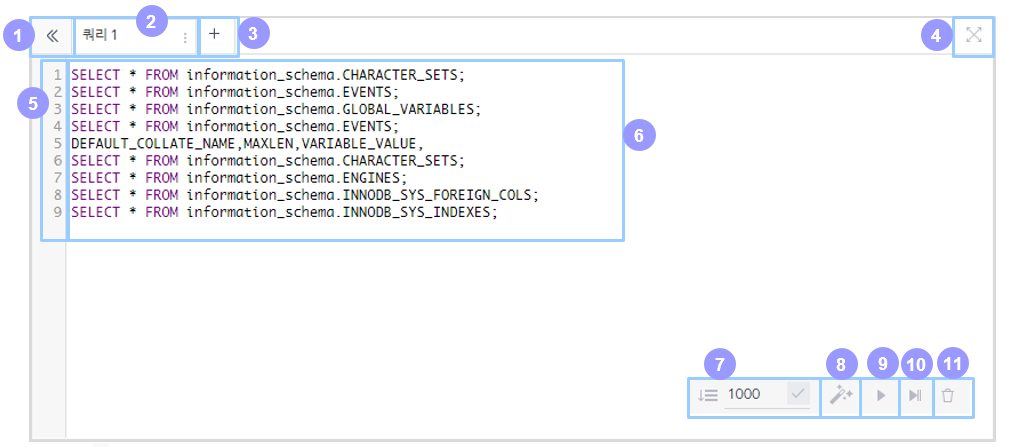 1
2
3
4
쿼리 1
5
6
1 SELECT * FROM information_schema.CHARACTER_SETS;
2 SELECT * FROM information_schema.EVENTS;
3 SELECT * FROM information_schema.GLOBAL_VARIABLES;
4 SELECT * FROM information_schema.EVENTS;
5 DEFAULT_COLLATE_NAME,MAXLEN,VARIABLE_VALUE,
6 SELECT * FROM information_schema.CHARACTER_SETS;
7 SELECT * FROM information_schema.ENGINES;
8 SELECT * FROM information_schema.INNODB_SYS_FOREIGN_COLS;
9 SELECT * FROM information_schema.INNODB_SYS_INDEXES;
7
8
9
10
11
1000